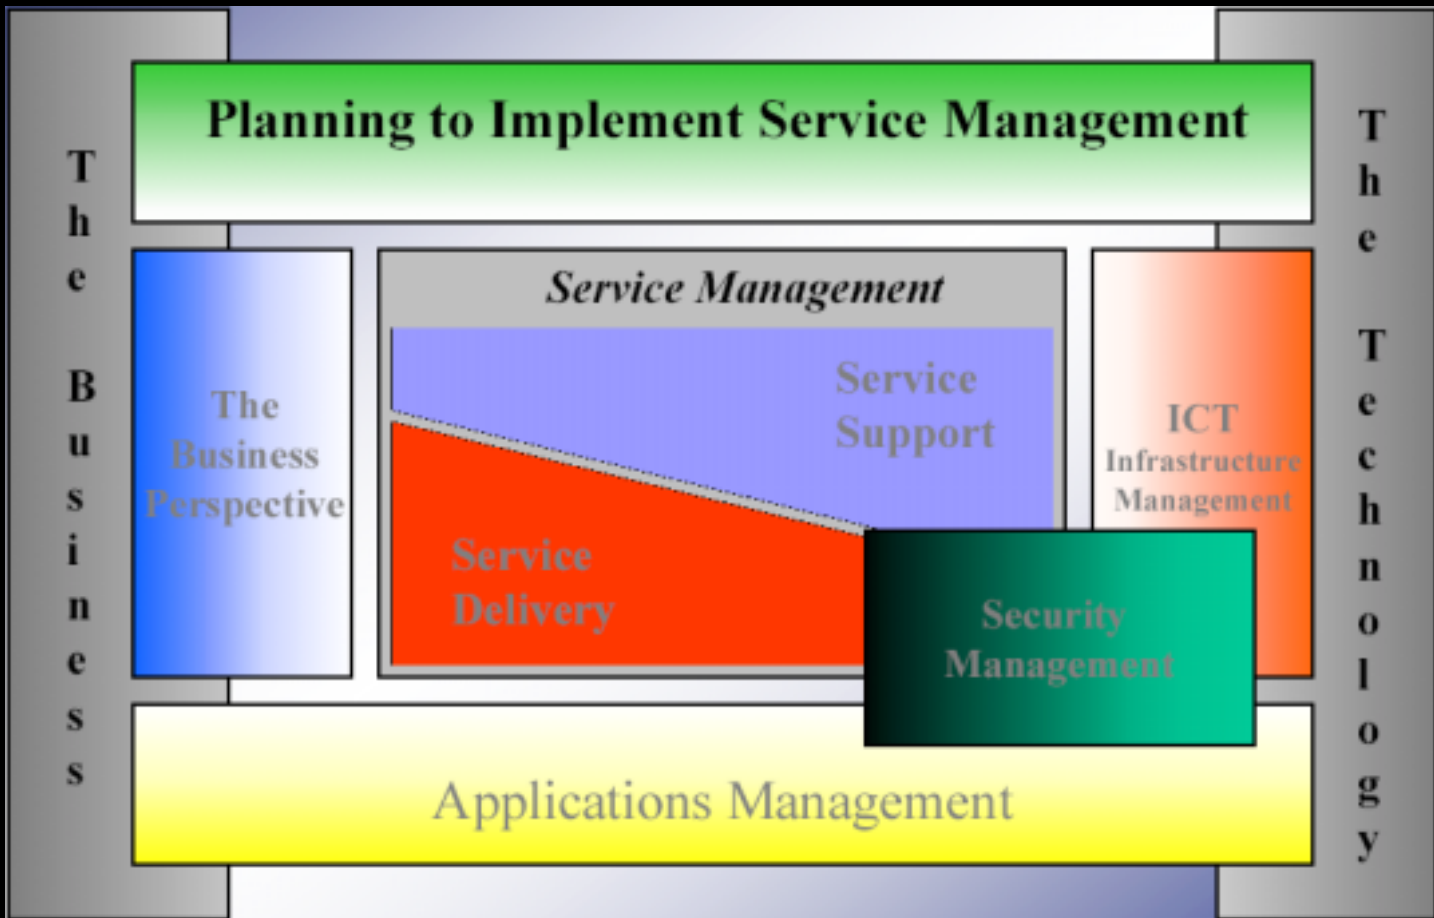 The Business
Planning to Implement Service Management
The Technology
The
Business
Perspective
Service Management
Service
Support
Service
Delivery
ICT
Infrastructure
Management
Security
Management
Applications Management